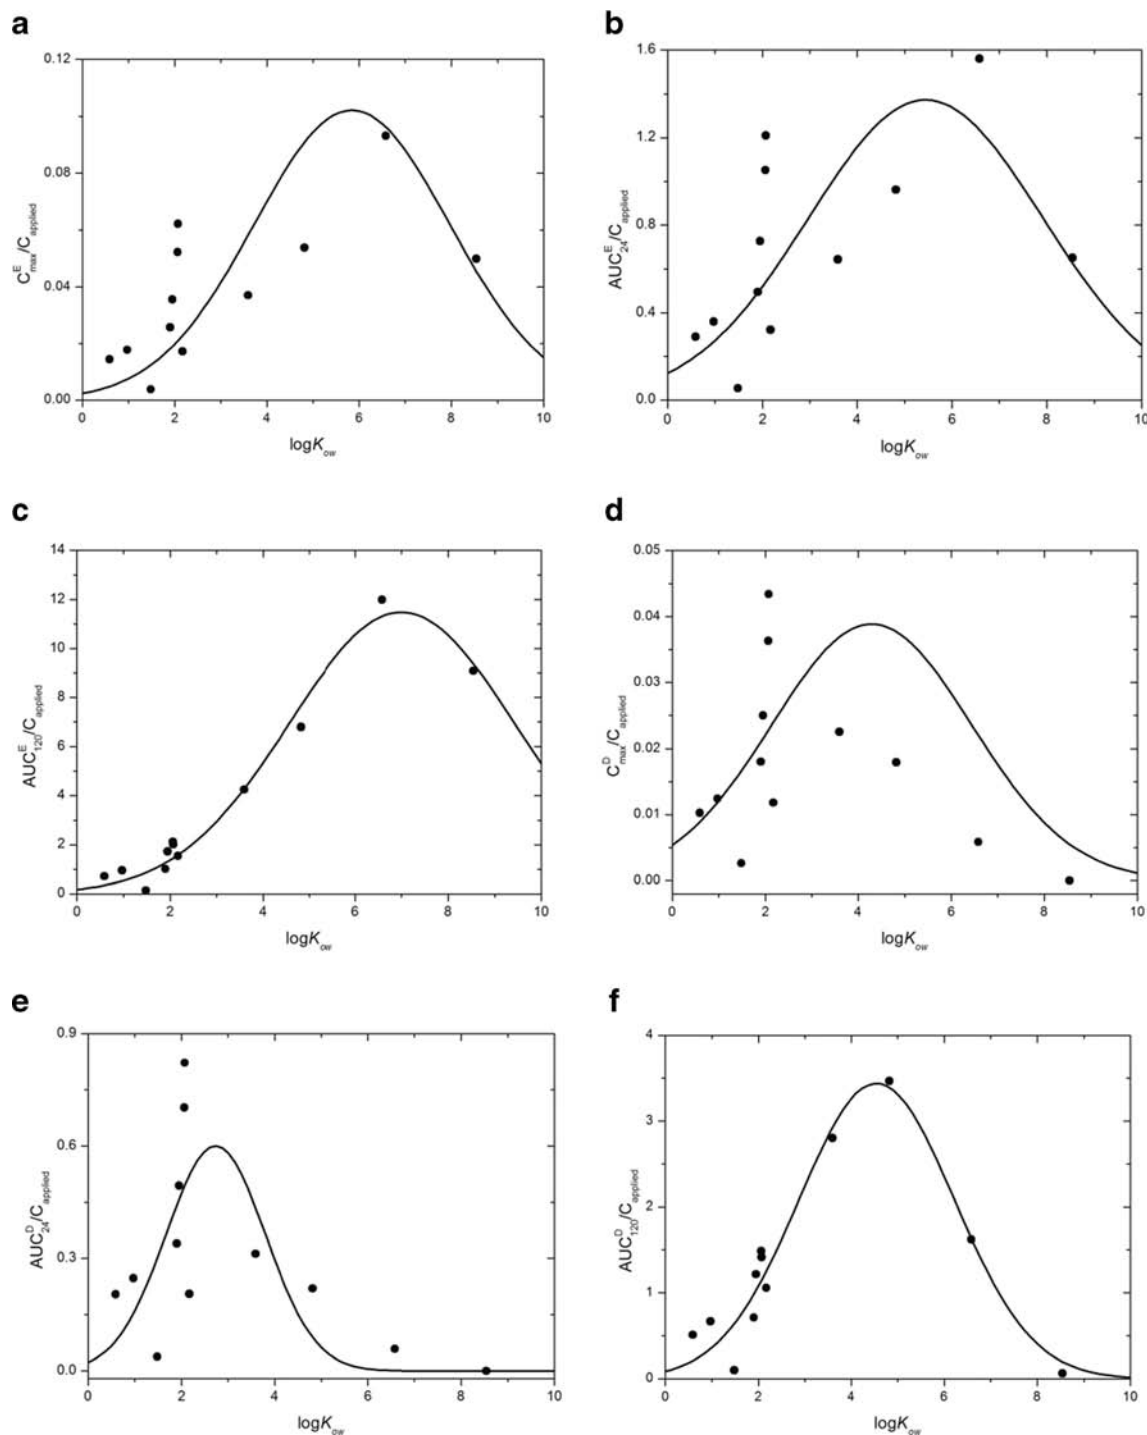 a
0.12
0.08
0.04
0.00
C^E_max/C_applied
0 2 4 6 8 10
logK_ow
b
1.6
1.2
0.8
0.4
0.0
AUC^E_24/C_applied
0 2 4 6 8 10
logK_ow
c
14
12
10
8
6
4
2
0
AUC^E_120/C_applied
0 2 4 6 8 10
logK_ow
d
0.05
0.04
0.03
0.02
0.01
0.00
C^D_max/C_applied
0 2 4 6 8 10
logK_ow
e
0.9
0.6
0.3
0.0
AUC^D_24/C_applied
0 2 4 6 8 10
logK_ow
f
4
3
2
1
0
AUC^D_120/C_applied
0 2 4 6 8 10
logK_ow